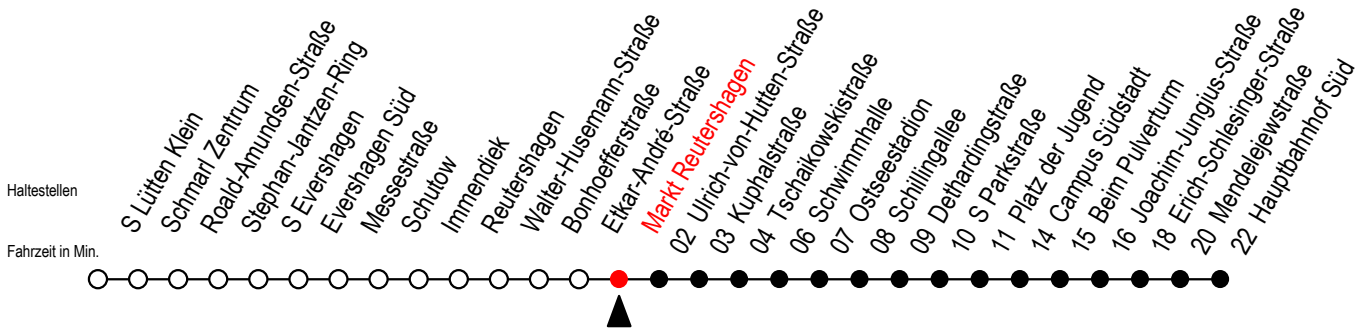 Haltestellen
Fahrzeit in Min.
S Lütten Klein
Schmarl Zentrum
Roald-Amundsen-Straße
Stephan-Jantzen-Ring
S Evershagen
Evershagen Süd
Messestraße
Schutow
Immendiek
Reutershagen
Walter-Husemann-Straße
Bonhoefferstraße
Etkar-André-Straße
Markt Reutershagen
02 Ulrich-von-Hutten-Straße
03 Kuphalstraße
04 Tschaikowskistraße
06 Schwimmhalle
07 Ostseestadion
08 Schillingallee
09 Dethardingstraße
10 S Parkstraße
11 Platz der Jugend
14 Campus Südstadt
15 Beim Pulverturm
16 Joachim-Jungius-Straße
18 Erich-Schlesinger-Straße
20 Mendelejewstraße
22 Hauptbahnhof Süd